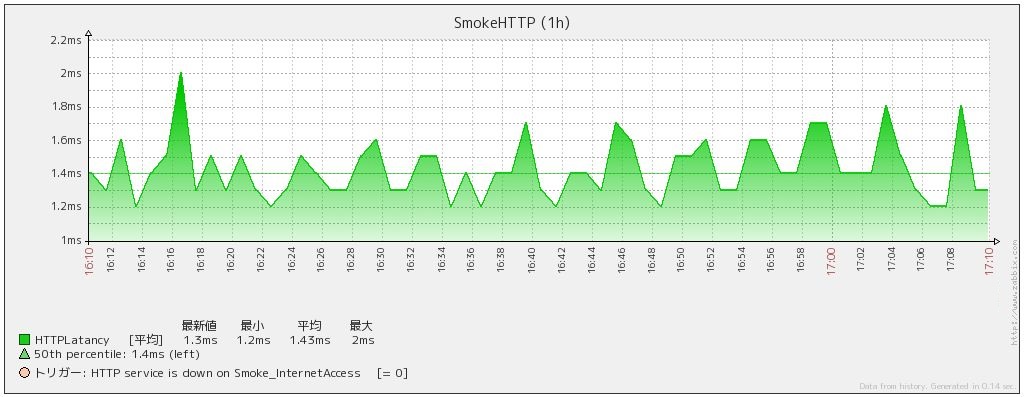 SmokeHTTP (1h)
2.2ms
2ms
1.8ms
1.6ms
1.4ms
1.2ms
1ms
16:10 16:12 16:14 16:16 16:18 16:20 16:22 16:24 16:26 16:28 16:30 16:32 16:34 16:36 16:38 16:40 16:42 16:44 16:46 16:48 16:50 16:52 16:54 16:56 16:58 17:00 17:02 17:04 17:06 17:08 17:10
http://www.zabbix.com
最新値 最小 平均 最大
HTTPLatancy [平均] 1.3ms 1.2ms 1.43ms 2ms
50th percentile: 1.4ms (left)
トリガー: HTTP service is down on Smoke_InternetAccess [= 0]
Data from history. Generated in 0.14 sec.